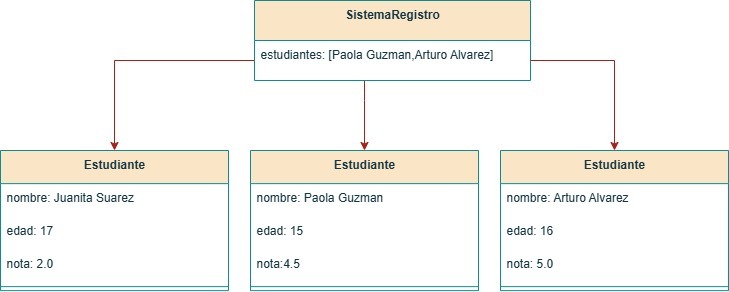 SistemaRegistro
estudiantes: [Paola Guzman,Arturo Alvarez]
Estudiante
nombre: Juanita Suarez
edad: 17
nota: 2.0
Estudiante
nombre: Paola Guzman
edad: 15
nota:4.5
Estudiante
nombre: Arturo Alvarez
edad: 16
nota: 5.0